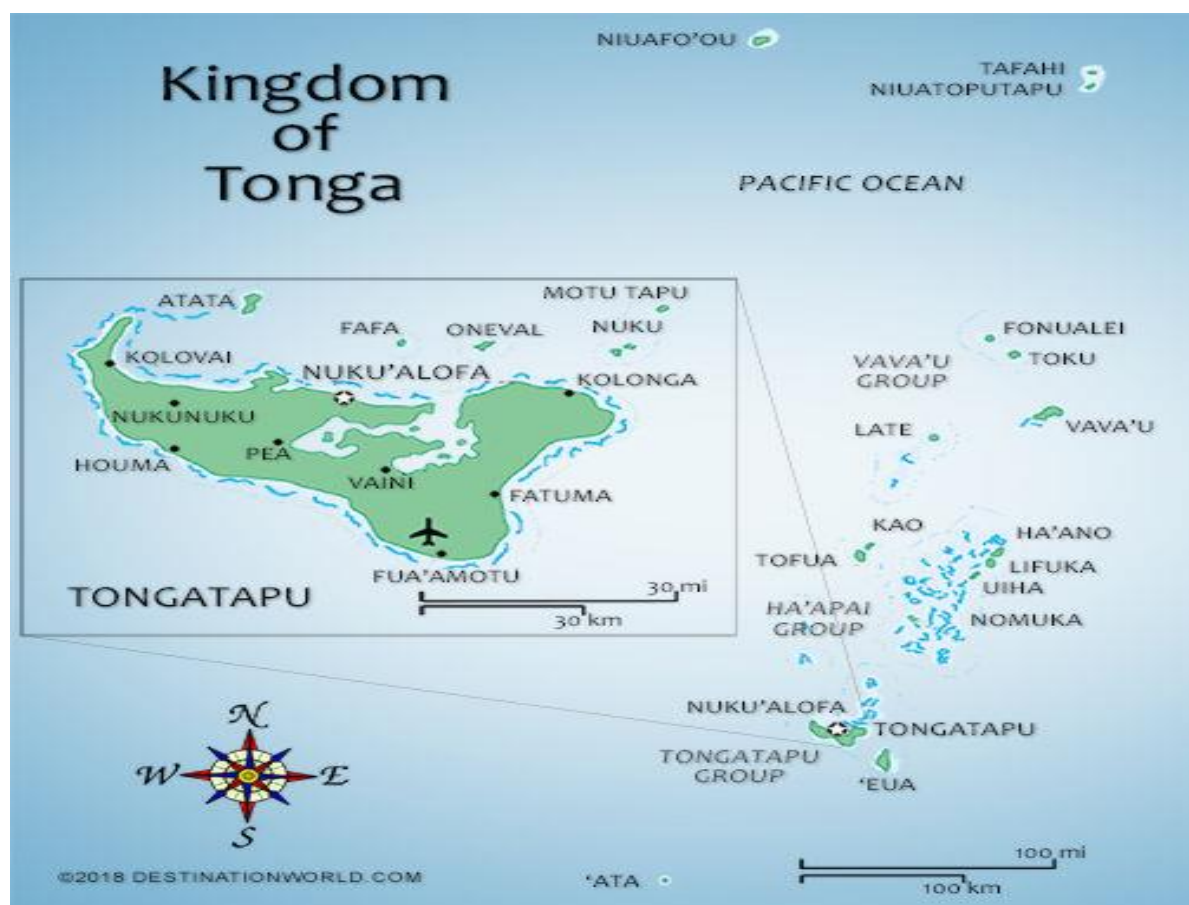 NIUAFO'OU
Kingdom
of
Tonga
TAFAHI
NIUATOPUTAPU
PACIFIC OCEAN
ATATA
MOTU TAPU
FAFA
ONEVAL
NUKU
KOLOVAI
NUKU'ALOFA
KOLONGA
NUKUNUKU
HOUMA
PEA
VAINI
FATUMA
FUA'AMOTU
TONGATAPU
30 mi
30 km
FONUALEI
TOKU
VAVA'U
GROUP
VAVA'U
LATE
KAO
HA'ANO
TOFUA
LIFUKA
UIHA
HA'APAI
GROUP
NOMUKA
NUKU'ALOFA
TONGATAPU
TONGATAPU
GROUP
'EUA
N
W E
S
100 mi
100 km
©2018 DESTINATIONWORLD.COM
'ATA